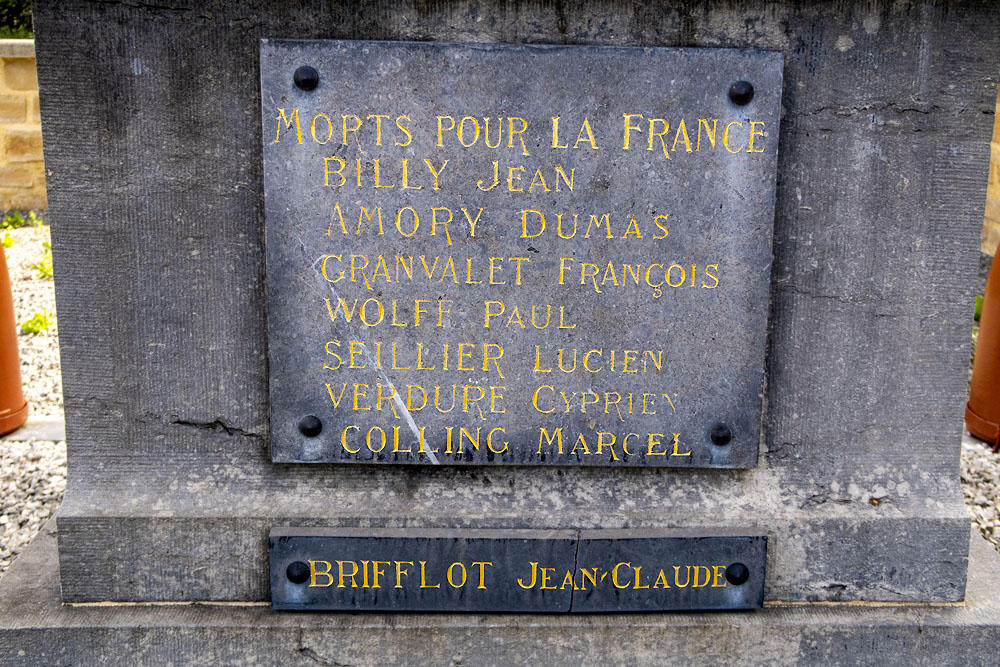 MORTS POUR LA FRANCE
BILLY JEAN
AMORY DUMAS
GRANVALET FRANÇOIS
WOLFF PAUL
SEILLIER LUCIEN
VERDURE CYPRIEN
COLLING MARCEL
BRIFFLOT JEAN-CLAUDE